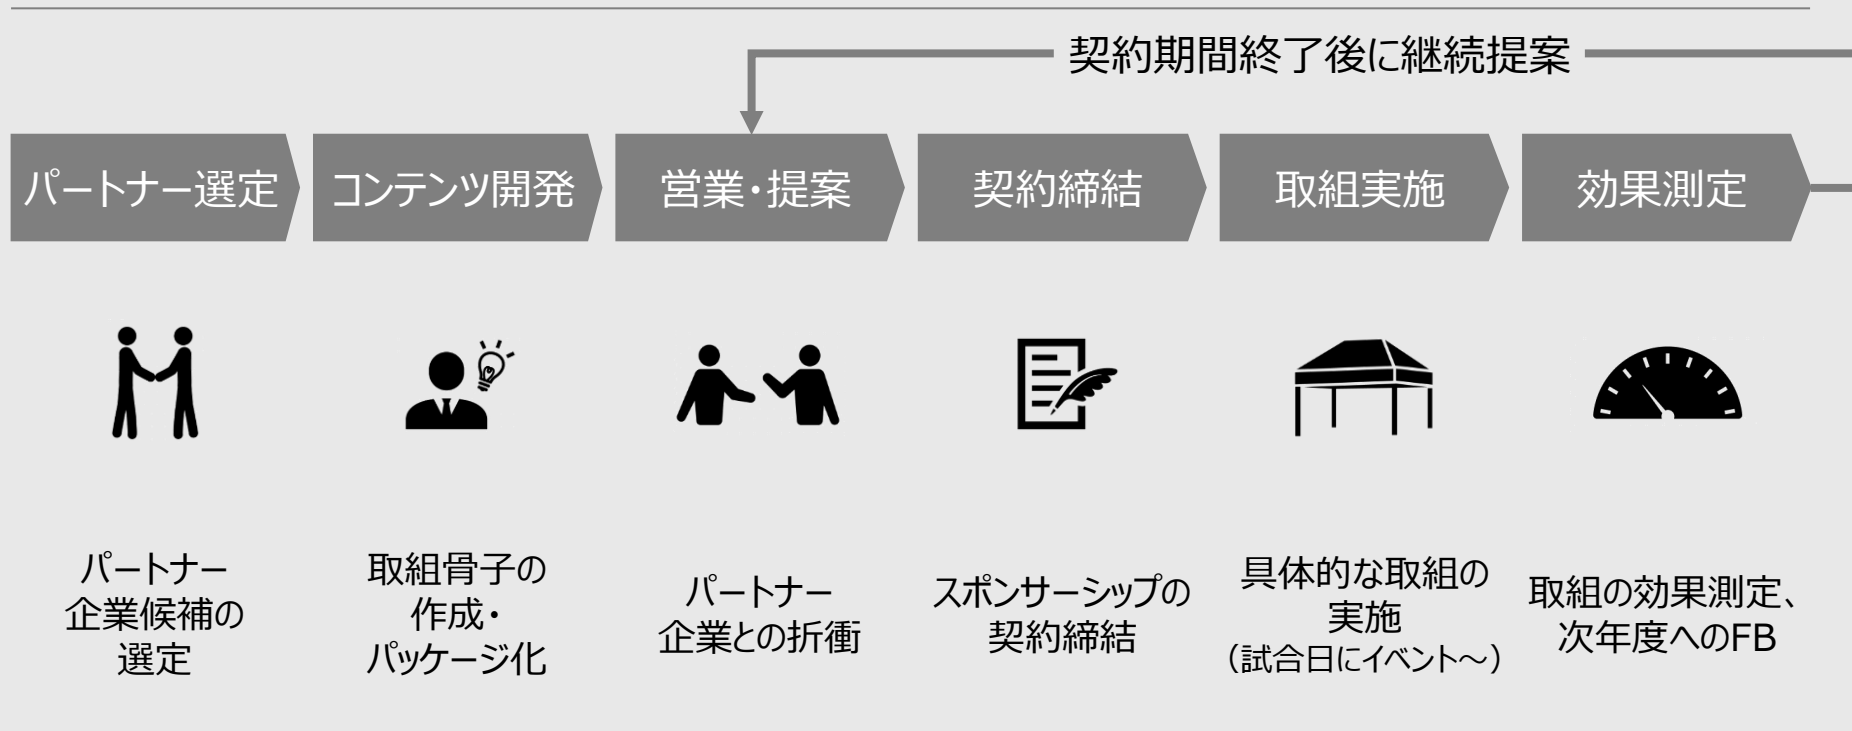 契約期間終了後に継続提案
パートナー選定
コンテンツ開発
営業・提案
契約締結
取組実施
効果測定
パートナー
企業候補の
選定
取組骨子の
作成・
パッケージ化
パートナー
企業との折衝
スポンサーシップの
契約締結
具体的な取組の
実施
（試合日にイベント～）
取組の効果測定、
次年度へのFB